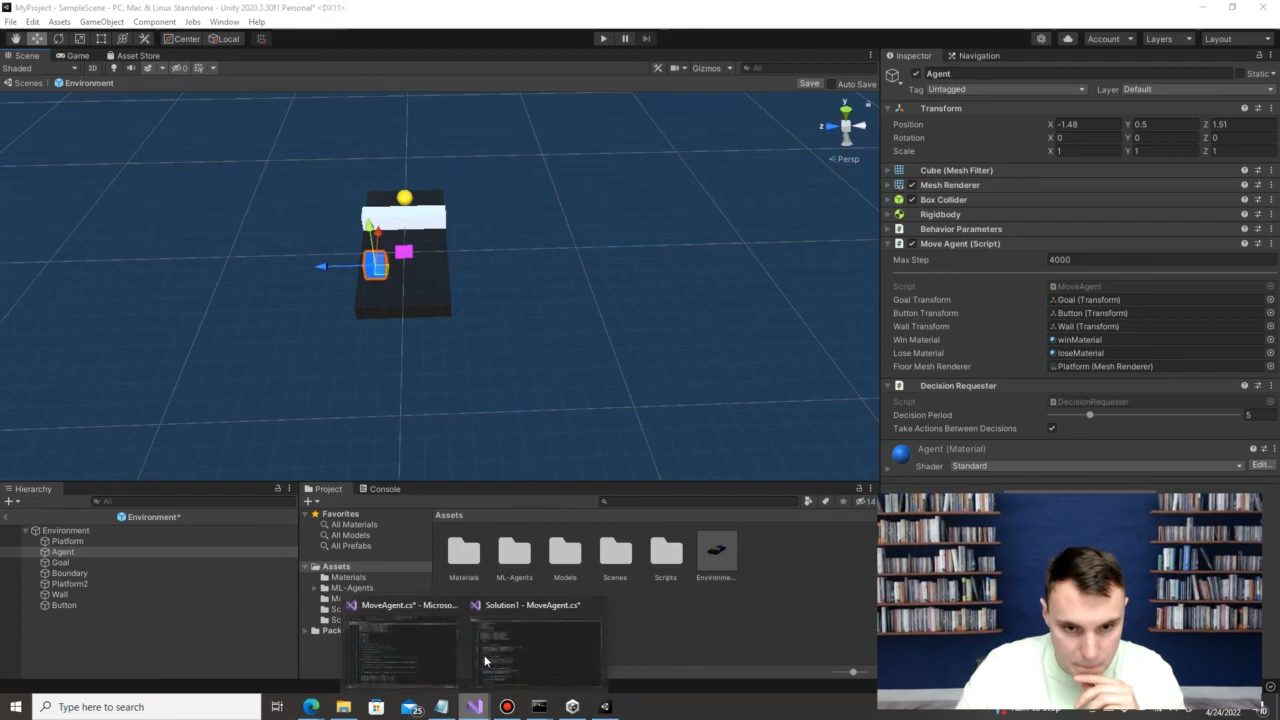 MyProject - SampleScene - PC, Mac & Linux Standalone - Unity 2020.3.30f1 Personal* <DX11>
File Edit Assets GameObject Component Jobs Window Help
Center Local
Account Layers Layout
Scene Game Asset Store
Shaded 2D 0 Gizmos All
Scenes Environment Save Auto Save
y
z
Persp
Inspector Navigation
Agent Static
Tag Untagged Layer Default
Transform
Position X -1.48 Y 0.5 Z 1.51
Rotation X 0 Y 0 Z 0
Scale X 1 Y 1 Z 1
Cube (Mesh Filter)
Mesh Renderer
Box Collider
Rigidbody
Behavior Parameters
Move Agent (Script)
Max Step 4000
Script MoveAgent
Goal Transform Goal (Transform)
Button Transform Button (Transform)
Wall Transform Wall (Transform)
Win Material winMaterial
Lose Material loseMaterial
Floor Mesh Renderer Platform (Mesh Renderer)
Decision Requester
Script DecisionRequester
Decision Period 5
Take Actions Between Decisions
Agent (Material)
Shader Standard Edit...
Hierarchy
All
Environment*
Environment
Platform
Agent
Goal
Boundary
Platform2
Wall
Button
Project Console
14
Favorites
All Materials
All Models
All Prefabs
Assets
Materials
ML-Agents
Assets
Materials ML-Agents Models Scenes Scripts Environme...
MoveAgent.cs* - Microso... Solution1 - MoveAgent.cs*
Type here to search
25
4/24/2022